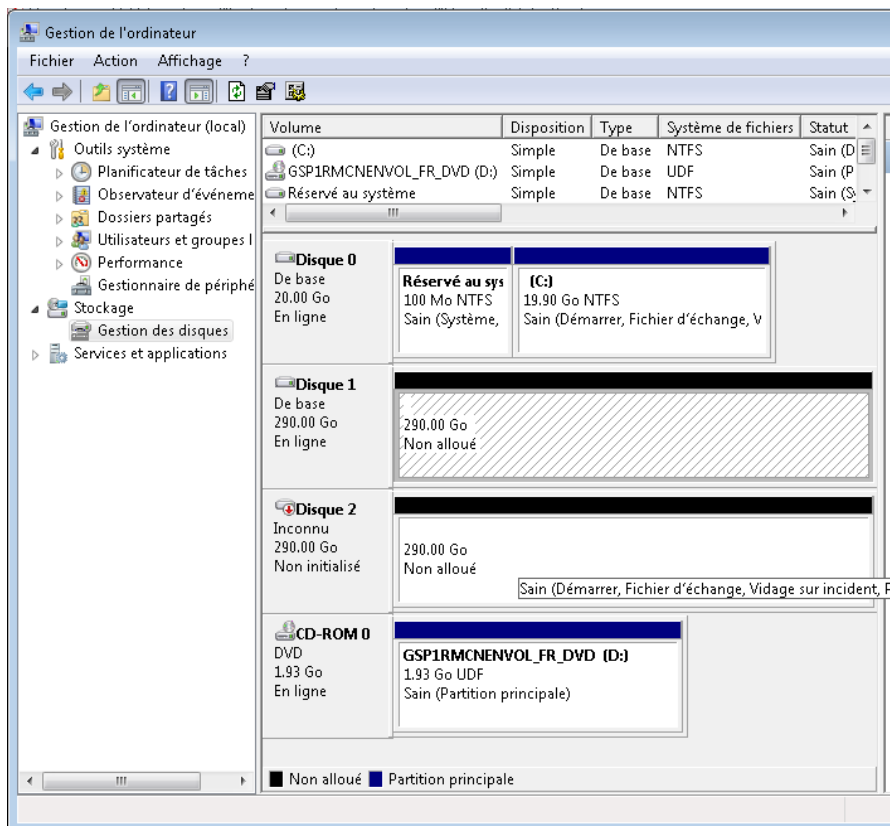 Gestion de l'ordinateur
Fichier Action Affichage ?
Gestion de l'ordinateur (local)
Outils système
Planificateur de tâches
Observateur d'événeme
Dossiers partagés
Utilisateurs et groupes l
Performance
Gestionnaire de périphé
Stockage
Gestion des disques
Services et applications
Volume Disposition Type Système de fichiers Statut
(C:) Simple De base NTFS Sain (D
GSP1RMCNENVOL_FR_DVD (D:) Simple De base UDF Sain (P
Réservé au système Simple De base NTFS Sain (S
Disque 0
De base
20.00 Go
En ligne
Réservé au sys
100 Mo NTFS
Sain (Système,
(C:)
19.90 Go NTFS
Sain (Démarrer, Fichier d'échange, V
Disque 1
De base
290.00 Go
En ligne
290.00 Go
Non alloué
Disque 2
Inconnu
290.00 Go
Non initialisé
290.00 Go
Non alloué
Sain (Démarrer, Fichier d'échange, Vidage sur incident, P
CD-ROM 0
DVD
1.93 Go
En ligne
GSP1RMCNENVOL_FR_DVD (D:)
1.93 Go UDF
Sain (Partition principale)
Non alloué Partition principale